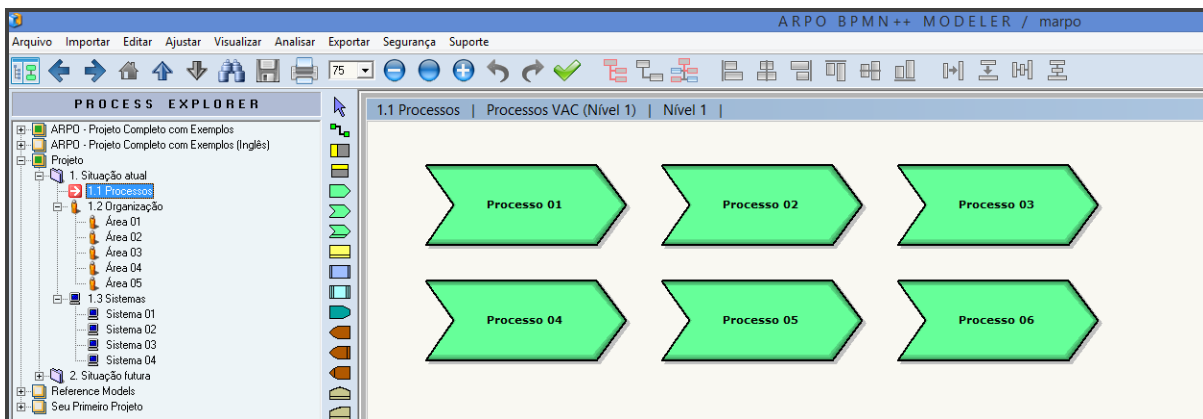 ARPO BPMN++ MODELER / marpo
Arquivo Importar Editar Ajustar Visualizar Analisar Exportar Segurança Suporte
75
PROCESS EXPLORER
1.1 Processos | Processos VAC (Nível 1) | Nível 1 |
ARPO - Projeto Completo com Exemplos
ARPO - Projeto Completo com Exemplos (Inglês)
Projeto
1. Situação atual
1.1 Processos
1.2 Organização
Área 01
Área 02
Área 03
Área 04
Área 05
1.3 Sistemas
Sistema 01
Sistema 02
Sistema 03
Sistema 04
2. Situação futura
Reference Models
Seu Primeiro Projeto
Processo 01 Processo 02 Processo 03
Processo 04 Processo 05 Processo 06